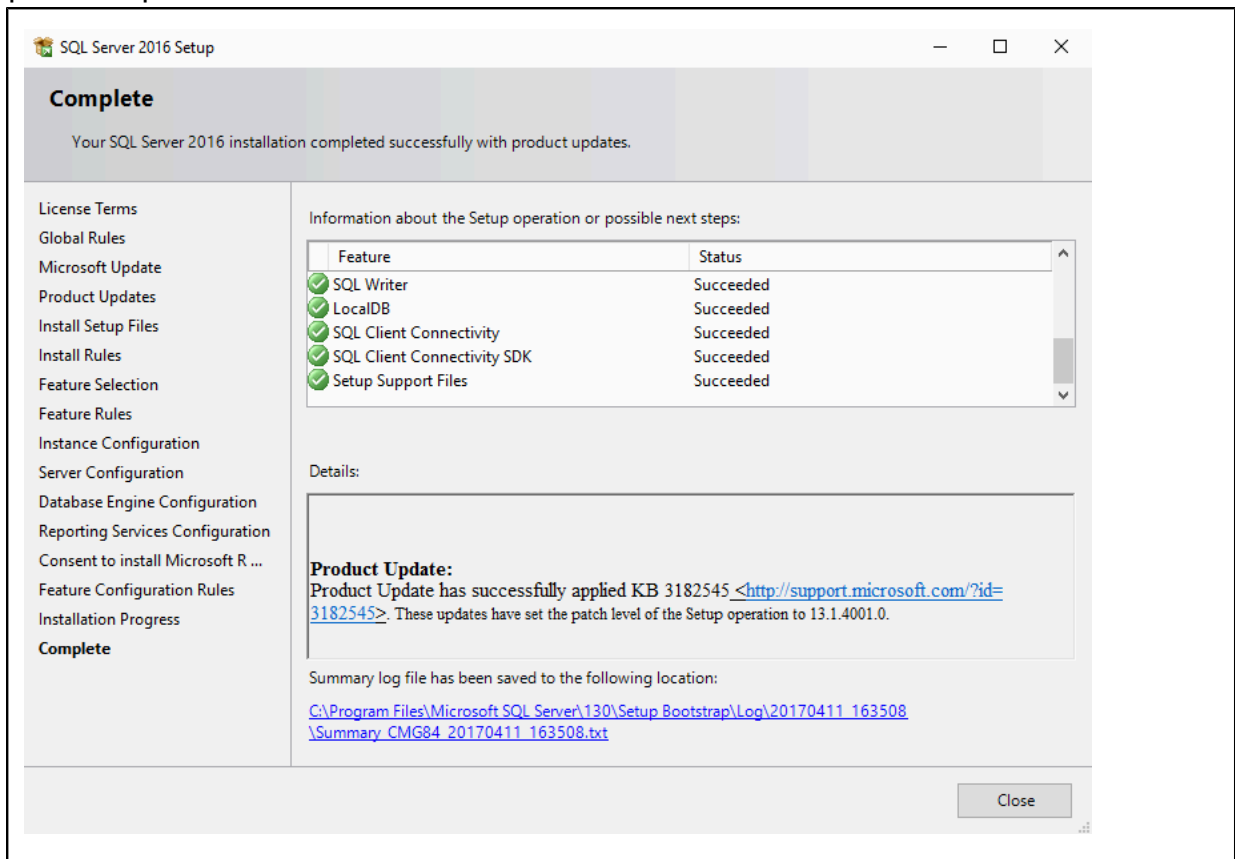 SQL Server 2016 Setup
Complete
Your SQL Server 2016 installation completed successfully with product updates.
License Terms
Global Rules
Microsoft Update
Product Updates
Install Setup Files
Install Rules
Feature Selection
Feature Rules
Instance Configuration
Server Configuration
Database Engine Configuration
Reporting Services Configuration
Consent to install Microsoft R ...
Feature Configuration Rules
Installation Progress
Complete
Information about the Setup operation or possible next steps:
Feature Status
SQL Writer Succeeded
LocalDB Succeeded
SQL Client Connectivity Succeeded
SQL Client Connectivity SDK Succeeded
Setup Support Files Succeeded
Details:
Product Update:
Product Update has successfully applied KB 3182545 <http://support.microsoft.com/?id=
3182545>. These updates have set the patch level of the Setup operation to 13.1.4001.0.
Summary log file has been saved to the following location:
C:\Program Files\Microsoft SQL Server\130\Setup Bootstrap\Log\20170411_163508
\Summary_CMG84_20170411_163508.txt
Close